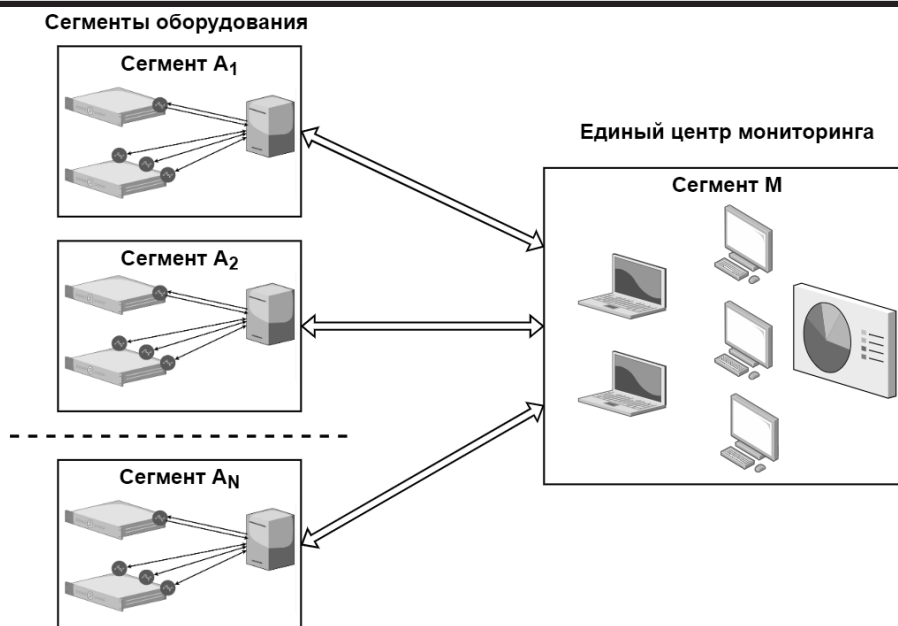 Сегменты оборудования
Сегмент A1
Единый центр мониторинга
Сегмент М
Сегмент A2
Сегмент AN